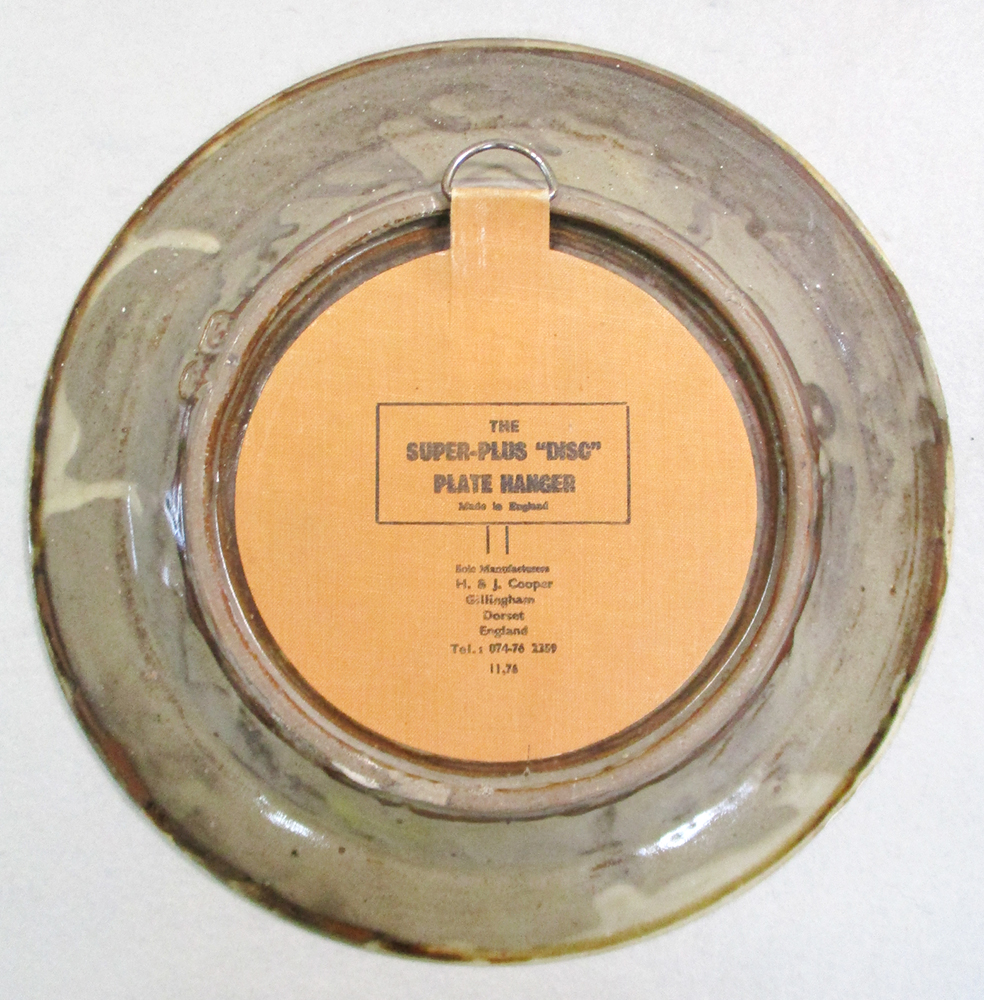 THE
SUPER-PLUS “DISC”
PLATE HANGER
Made in England
Sole Manufacturers
H. & J. Cooper
Gillingham
Dorset
England
Tel.: 074-76 2259
11.76